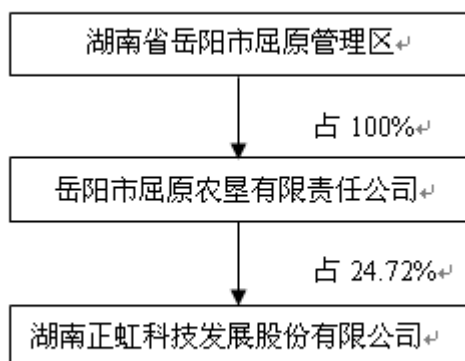 湖南省岳阳市屈原管理区↵
占 100%↵
岳阳市屈原农垦有限责任公司↵
占 24.72%↵
湖南正虹科技发展股份有限公司↵